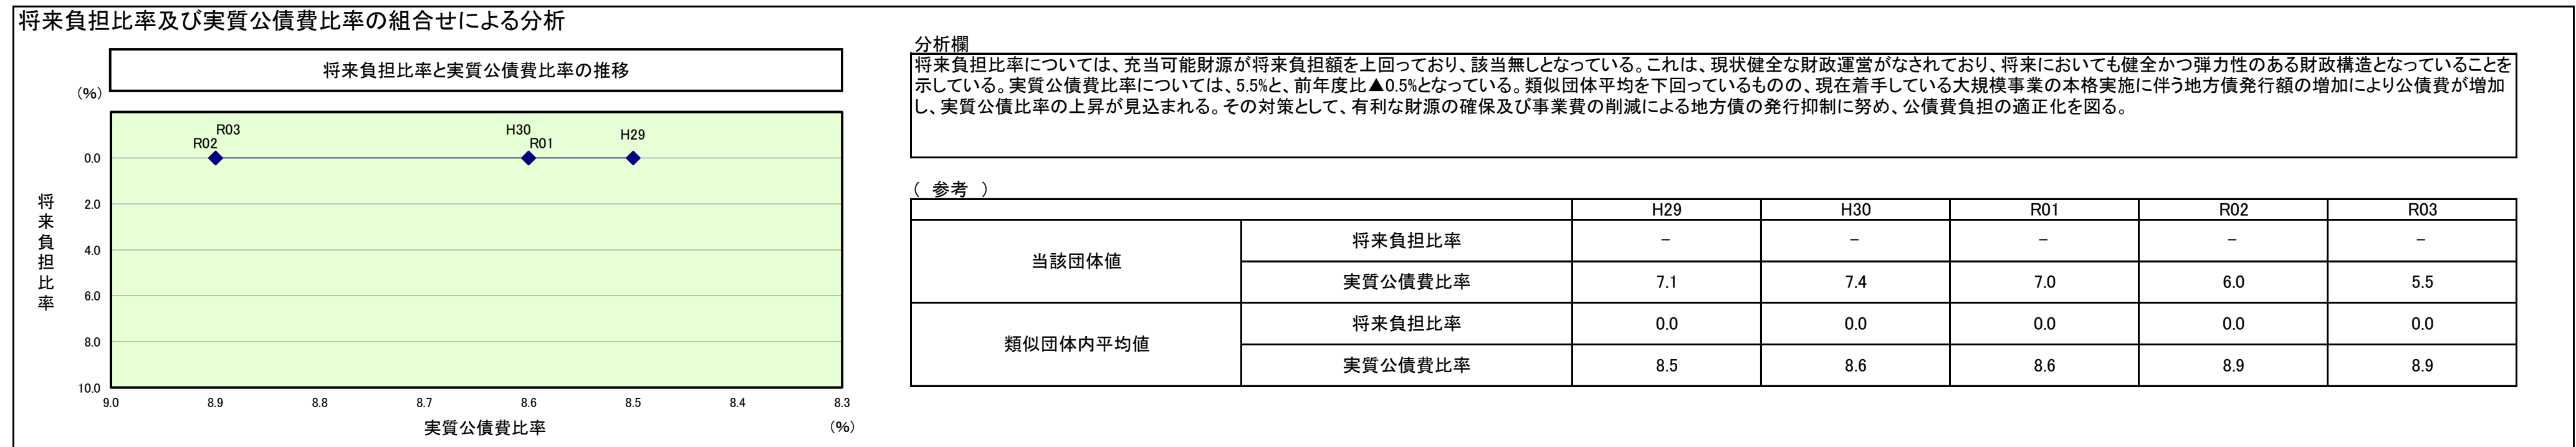 将来負担比率及び実質公債費比率の組合せによる分析
将来負担比率と実質公債費比率の推移
(%)
R03
R02
H30
R01
H29
0.0
2.0
4.0
6.0
8.0
10.0
将来負担比率
9.0 8.9 8.8 8.7 8.6 8.5 8.4 8.3
実質公債費比率
(%)
分析欄
将来負担比率については、充当可能財源が将来負担額を上回っており、該当無しとなっている。これは、現状健全な財政運営がなされており、将来においても健全かつ弾力性のある財政構造となっていることを
示している。実質公債費比率については、5.5%と、前年度比▲0.5%となっている。類似団体平均を下回っているものの、現在着手している大規模事業の本格実施に伴う地方債発行額の増加により公債費が増加
し、実質公債比率の上昇が見込まれる。その対策として、有利な財源の確保及び事業費の削減による地方債の発行抑制に努め、公債費負担の適正化を図る。
( 参考 )
H29 H30 R01 R02 R03
当該団体値
将来負担比率 － － － － －
実質公債費比率 7.1 7.4 7.0 6.0 5.5
類似団体内平均値
将来負担比率 0.0 0.0 0.0 0.0 0.0
実質公債費比率 8.5 8.6 8.6 8.9 8.9